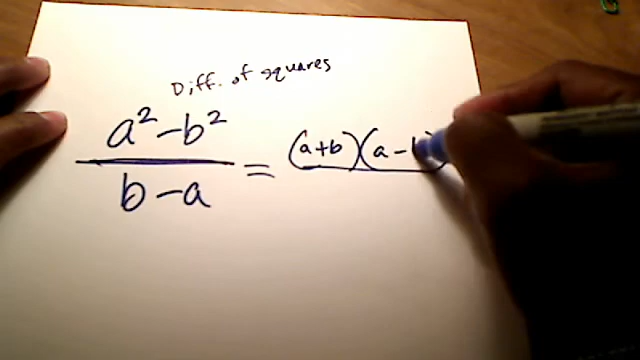 Diff. of squares
a² - b²
b - a
= (a+b)(a-